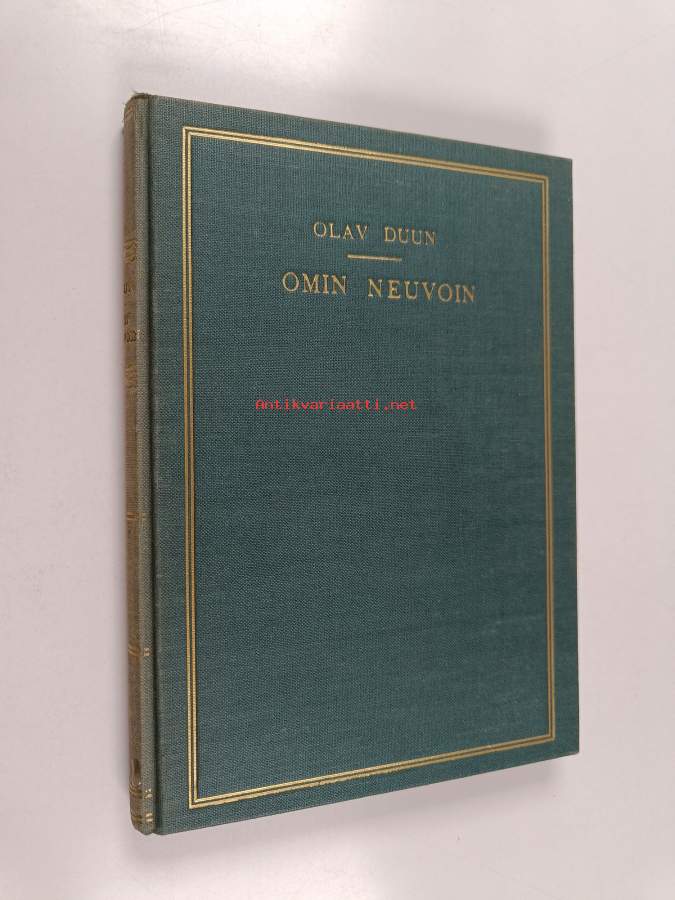 OLAV DUUN
OMIN NEUVOIN
Antikvariaatti.net